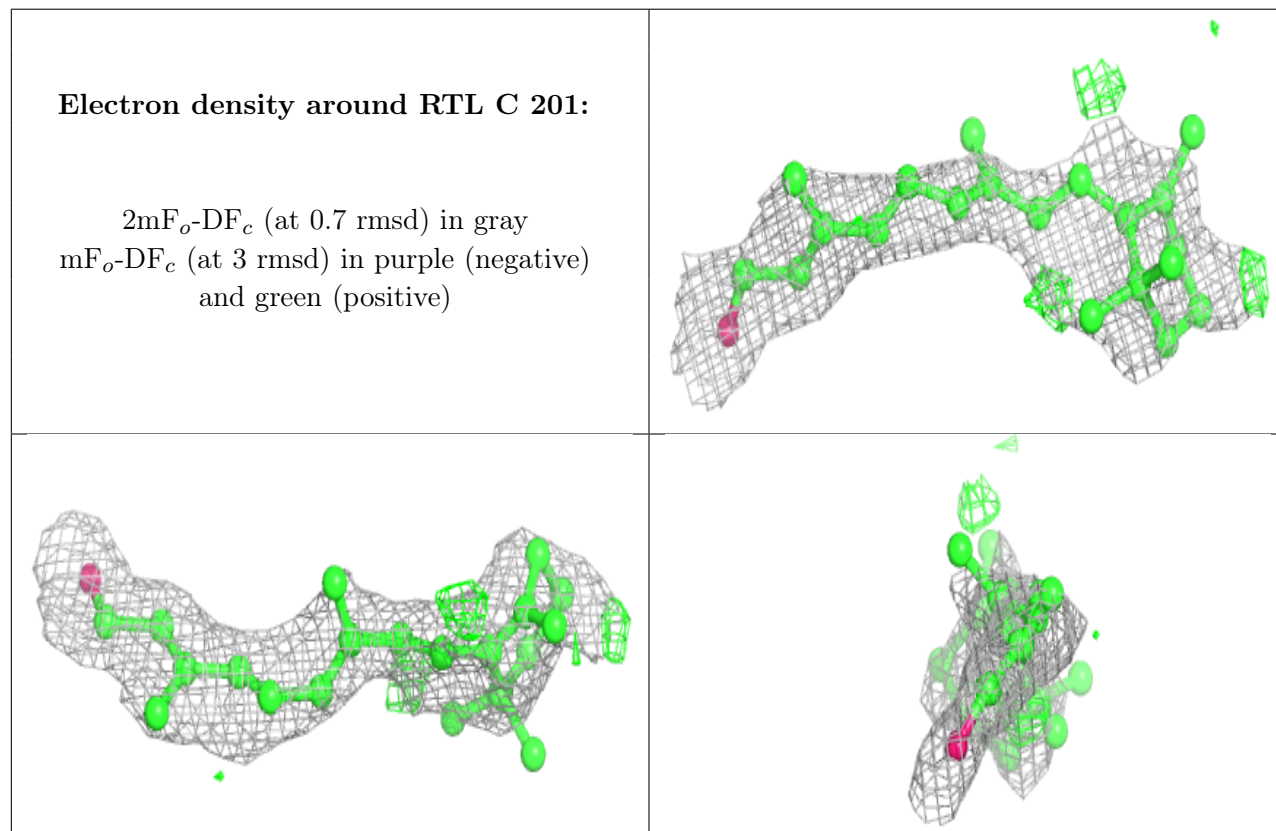 Electron density around RTL C 201:
2mFo-DFc (at 0.7 rmsd) in gray
mFo-DFc (at 3 rmsd) in purple (negative)
and green (positive)